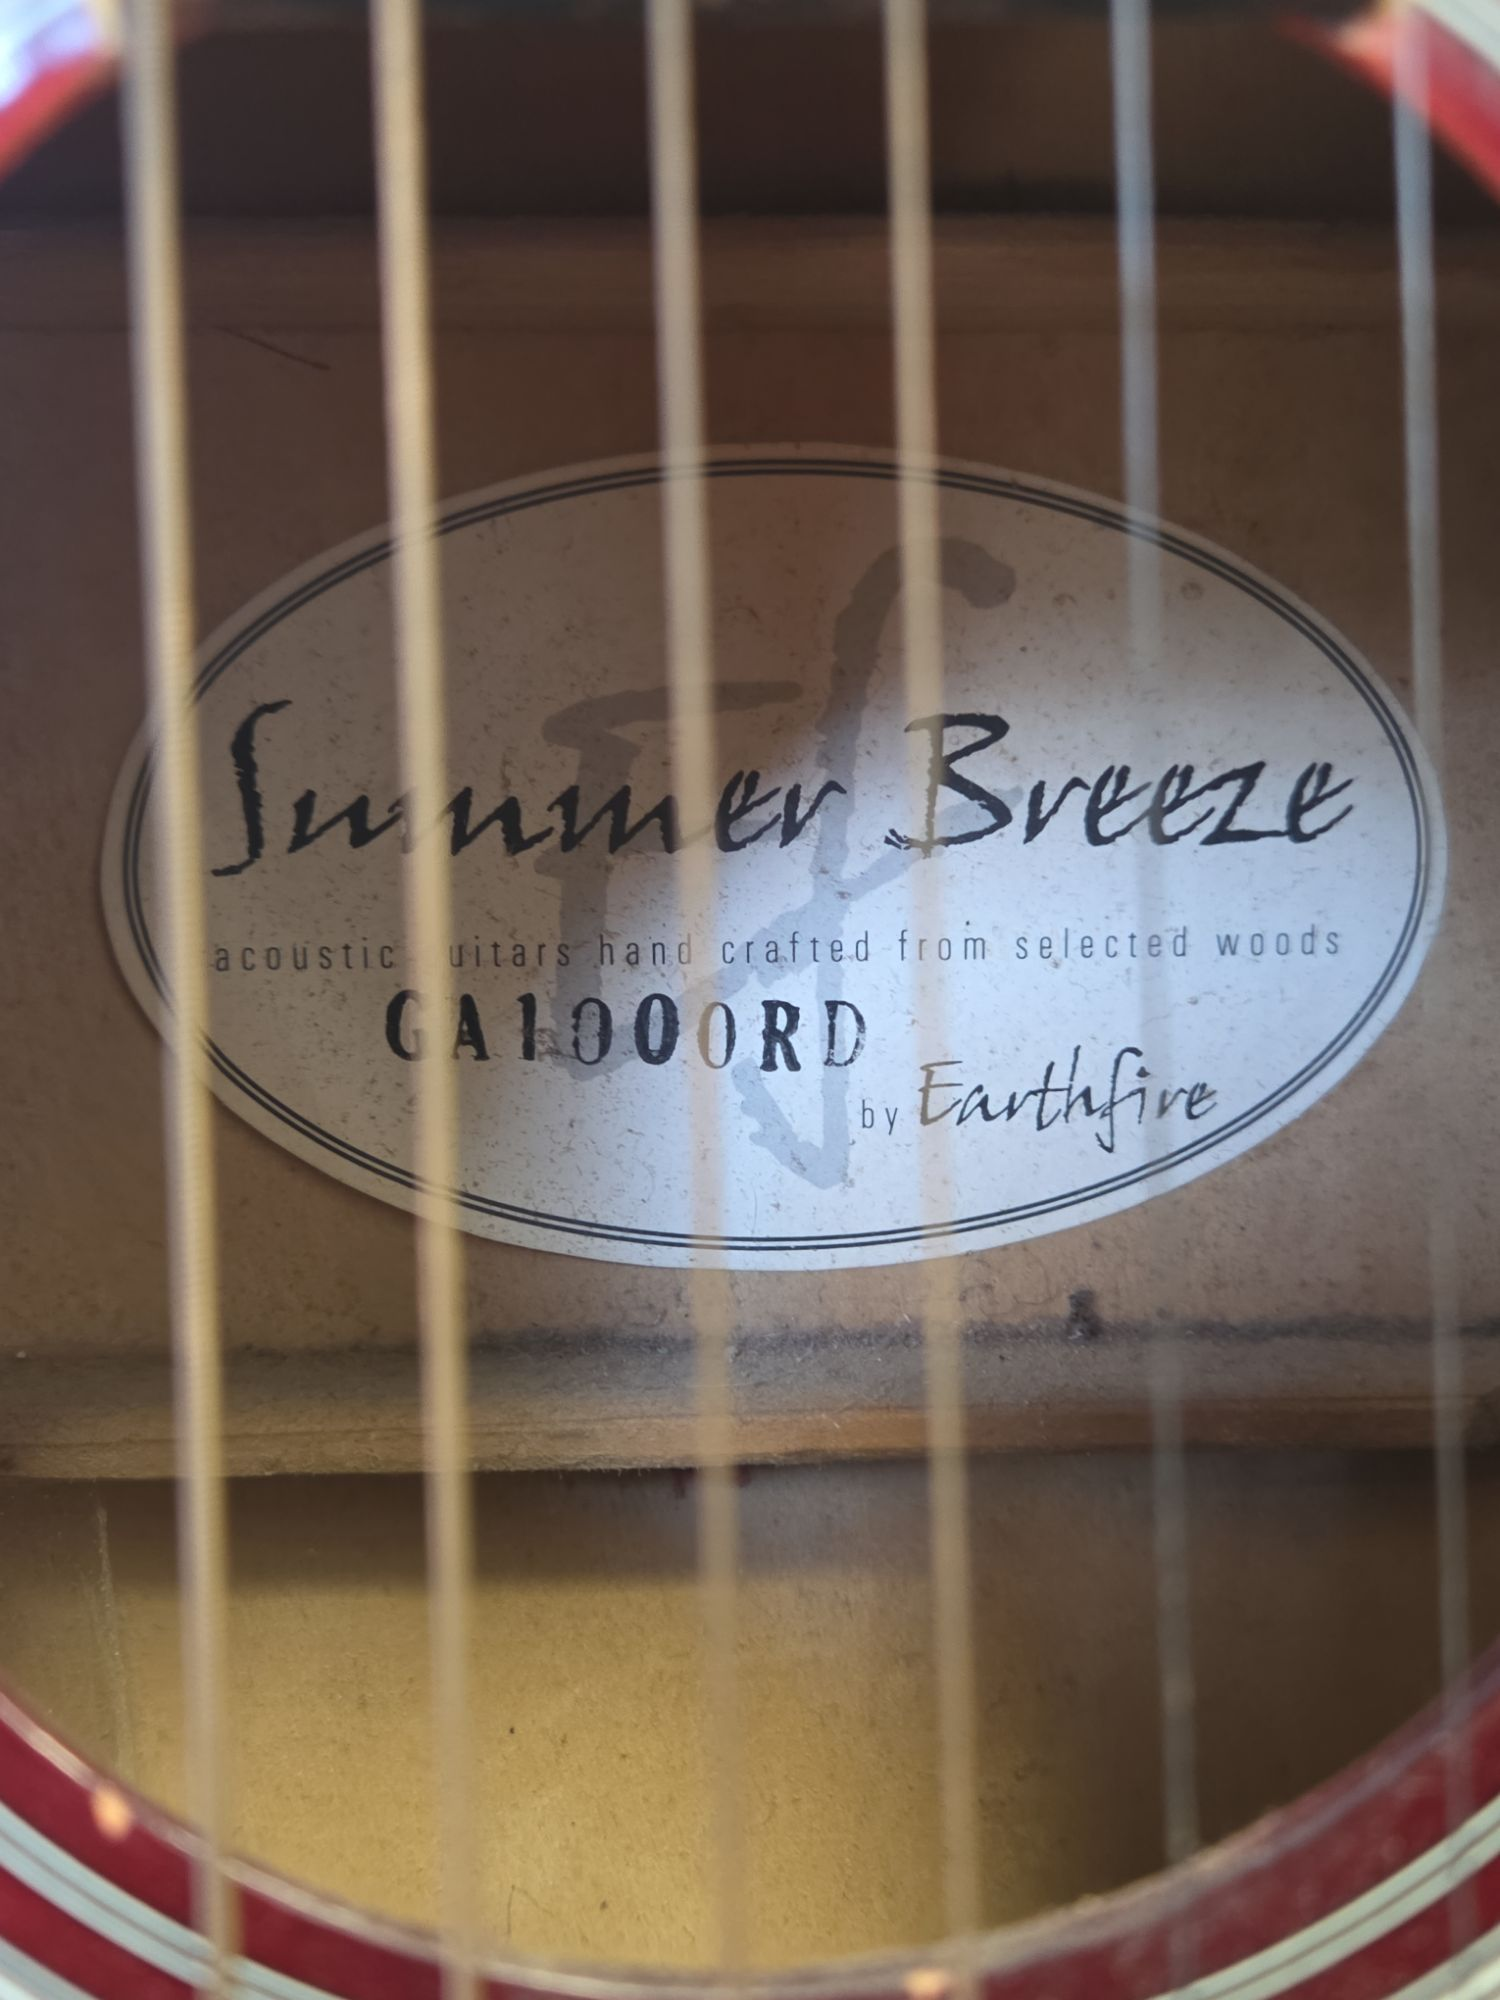 Summer Breeze
acoustic guitars hand crafted from selected woods
GA1000RD
by Earthfire